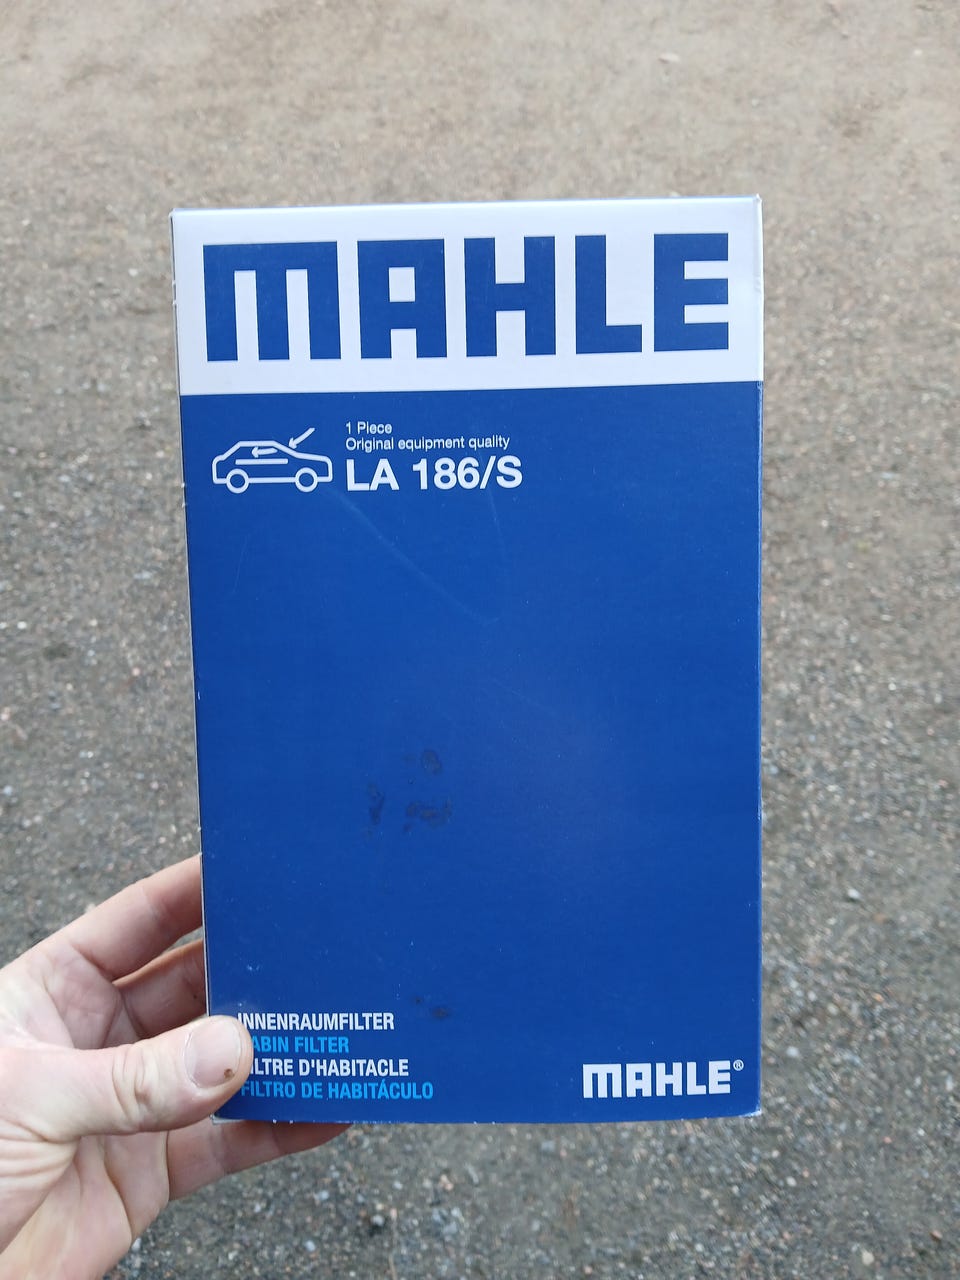 MAHLE
1 Piece
Original equipment quality
LA 186/S
INNENRAUMFILTER
ABIN FILTER
ILTRE D'HABITACLE
FILTRO DE HABITÁCULO
MAHLE®